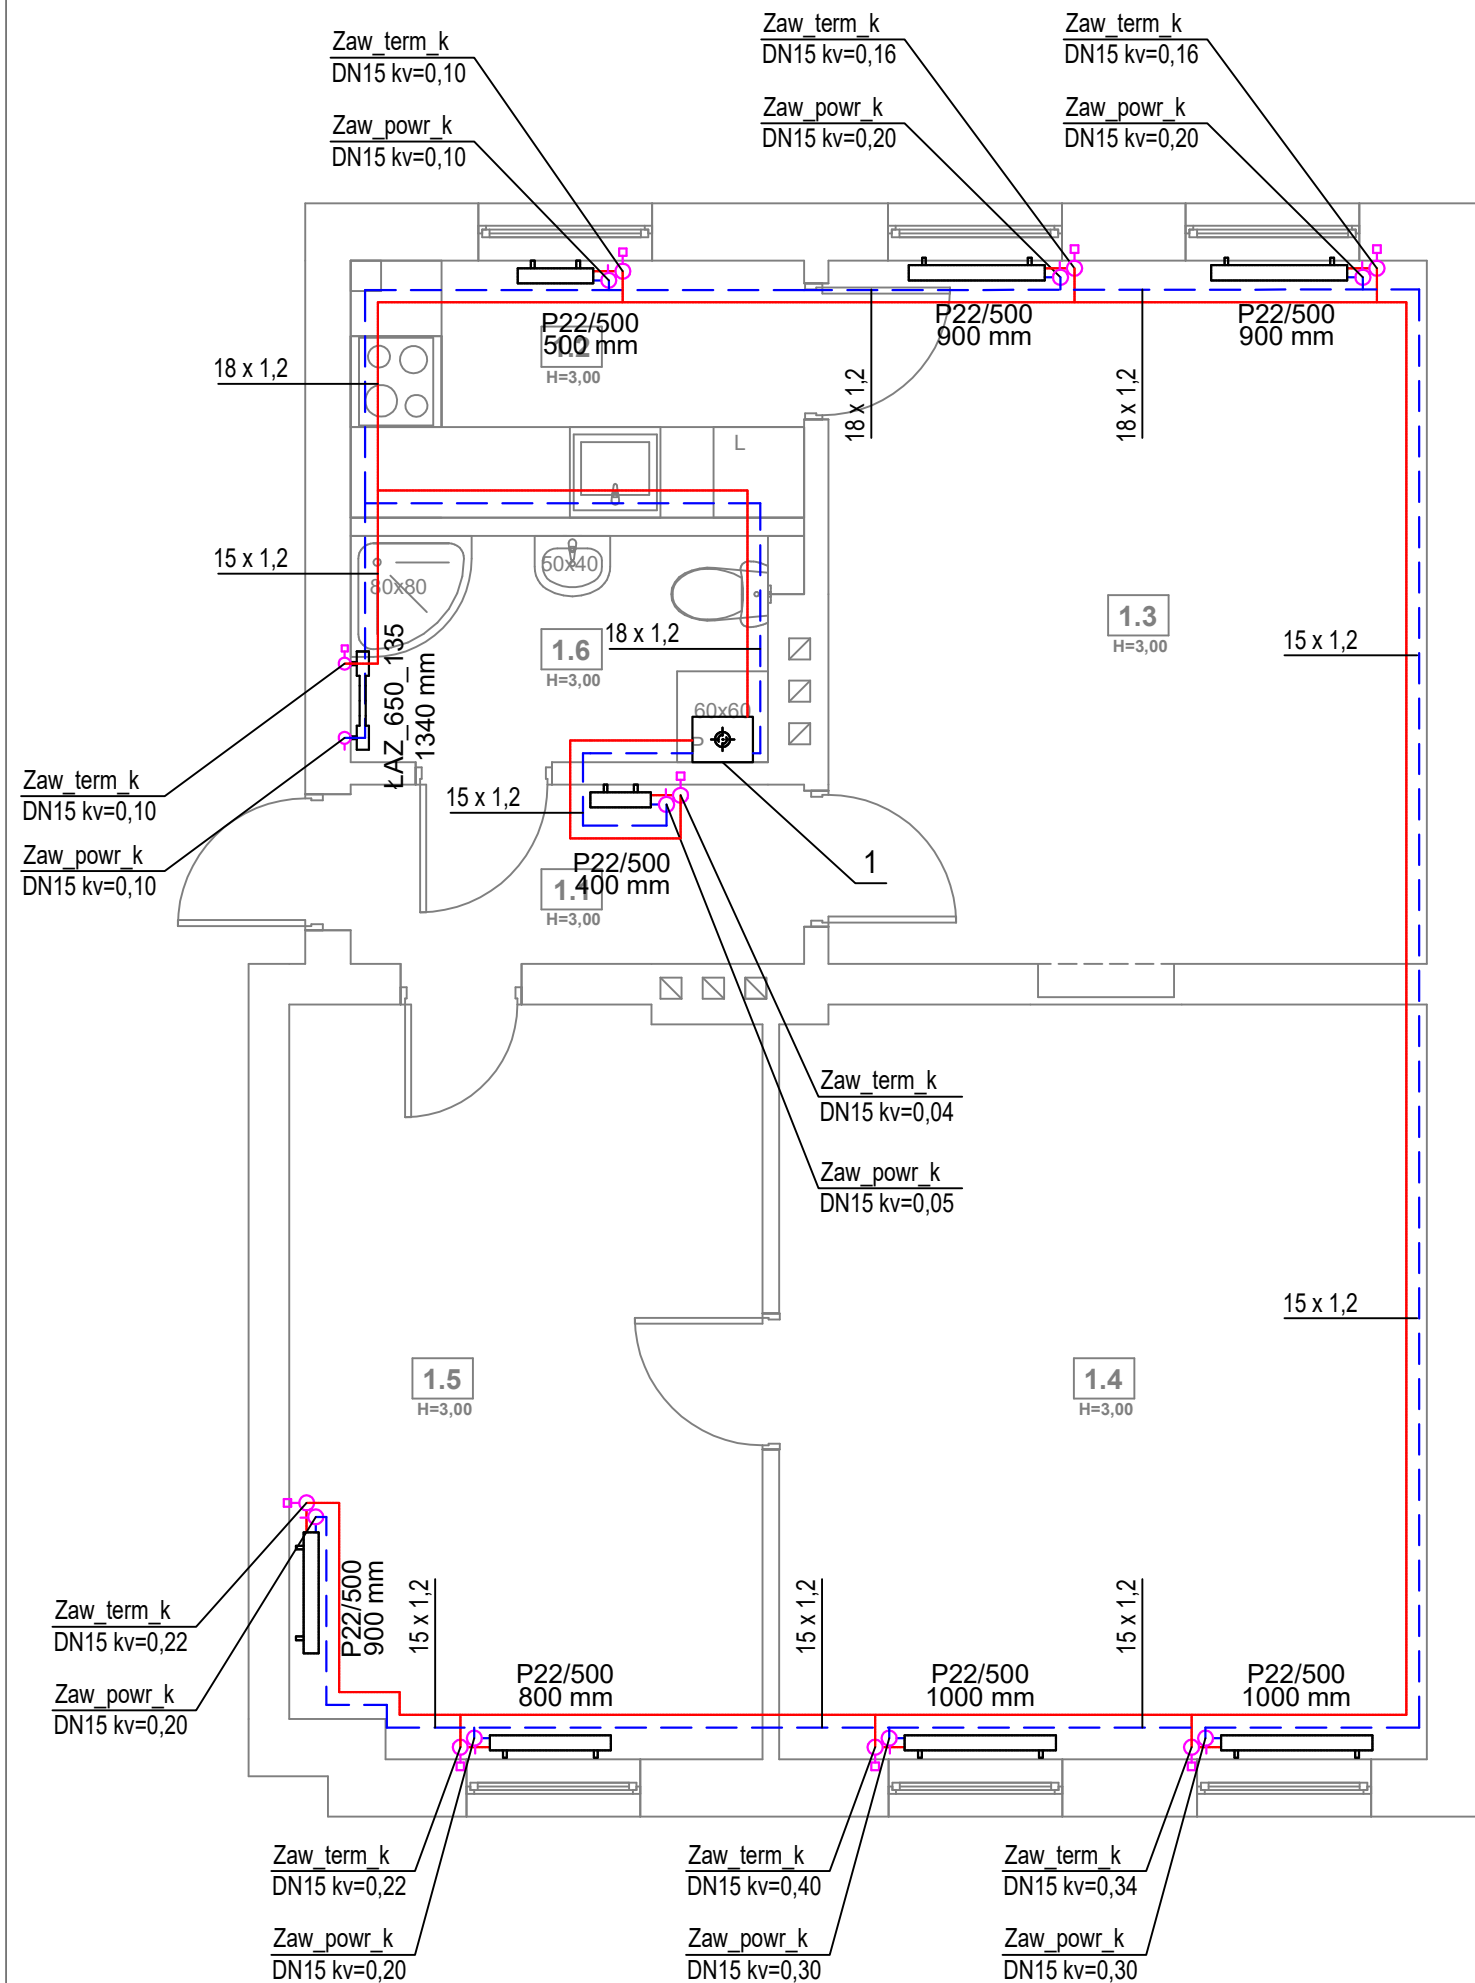 Zaw_term_k
DN15 kv=0,10
Zaw_powr_k
DN15 kv=0,10
Zaw_term_k
DN15 kv=0,16
Zaw_powr_k
DN15 kv=0,20
Zaw_term_k
DN15 kv=0,16
Zaw_powr_k
DN15 kv=0,20
P22/500
500 mm
1.2
H=3,00
P22/500
900 mm
P22/500
900 mm
18 x 1,2
18 x 1,2
18 x 1,2
L
15 x 1,2
80x80
50x40
1.6
H=3,00
18 x 1,2
1.3
H=3,00
15 x 1,2
ŁAZ_650_135
1340 mm
60x60
Zaw_term_k
DN15 kv=0,10
Zaw_powr_k
DN15 kv=0,10
15 x 1,2
P22/500
400 mm
1.1
H=3,00
1
Zaw_term_k
DN15 kv=0,04
Zaw_powr_k
DN15 kv=0,05
15 x 1,2
1.5
H=3,00
1.4
H=3,00
Zaw_term_k
DN15 kv=0,22
Zaw_powr_k
DN15 kv=0,20
P22/500
900 mm
15 x 1,2
15 x 1,2
15 x 1,2
P22/500
800 mm
P22/500
1000 mm
P22/500
1000 mm
Zaw_term_k
DN15 kv=0,22
Zaw_powr_k
DN15 kv=0,20
Zaw_term_k
DN15 kv=0,40
Zaw_powr_k
DN15 kv=0,30
Zaw_term_k
DN15 kv=0,34
Zaw_powr_k
DN15 kv=0,30